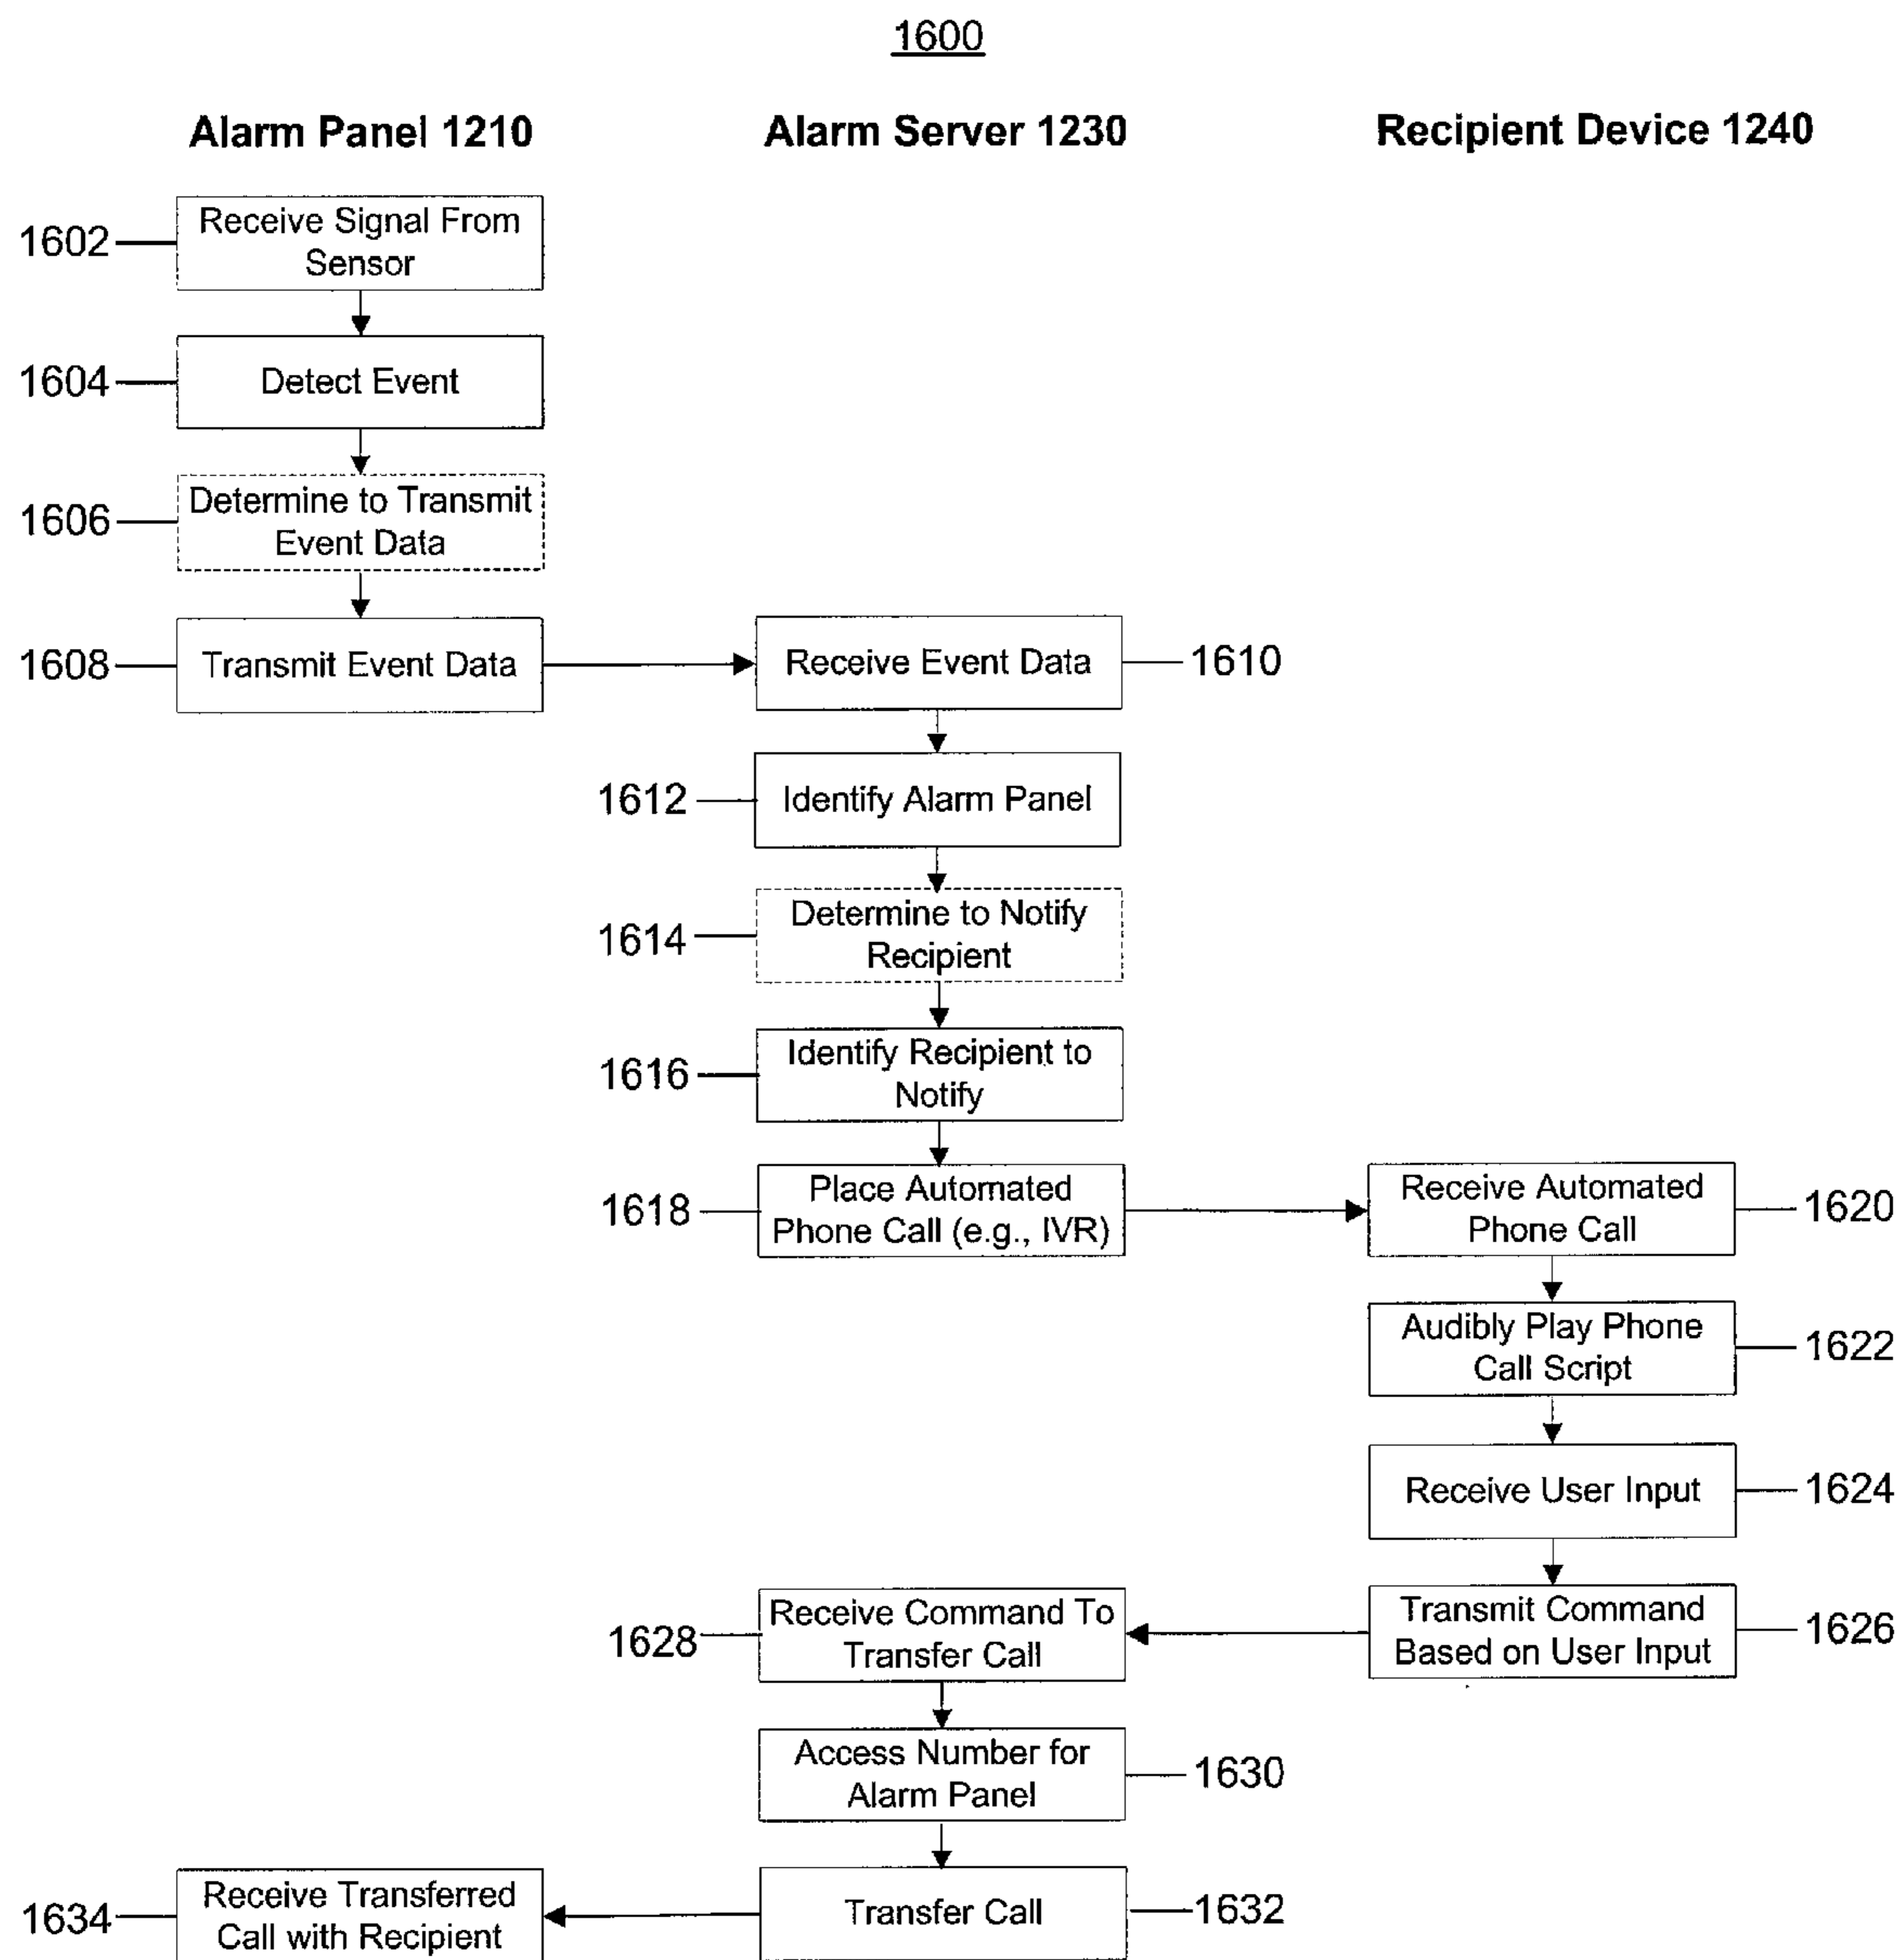 1600
Alarm Panel 1210
Alarm Server 1230
Recipient Device 1240
1602
Receive Signal From
Sensor
1604
Detect Event
1606
Determine to Transmit
Event Data
1608
Transmit Event Data
Receive Event Data
1610
1612
Identify Alarm Panel
1614
Determine to Notify
Recipient
1616
Identify Recipient to
Notify
1618
Place Automated
Phone Call (e.g., IVR)
Receive Automated
Phone Call
1620
Audibly Play Phone
Call Script
1622
Receive User Input
1624
Transmit Command
Based on User Input
1626
1628
Receive Command To
Transfer Call
Access Number for
Alarm Panel
1630
Transfer Call
1632
1634
Receive Transferred
Call with Recipient